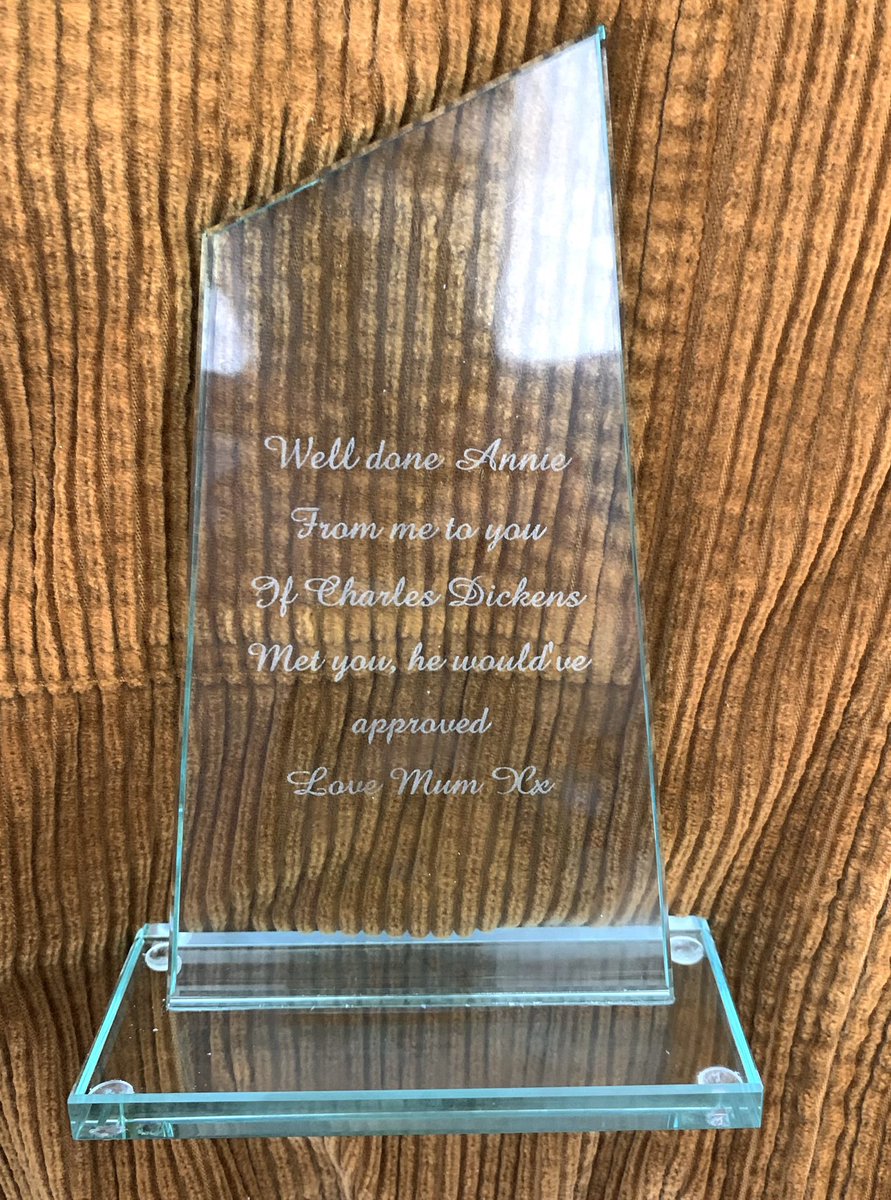 Well done Annie
From me to you
If Charles Dickens
Met you, he would've
approved
Love Mum Xx